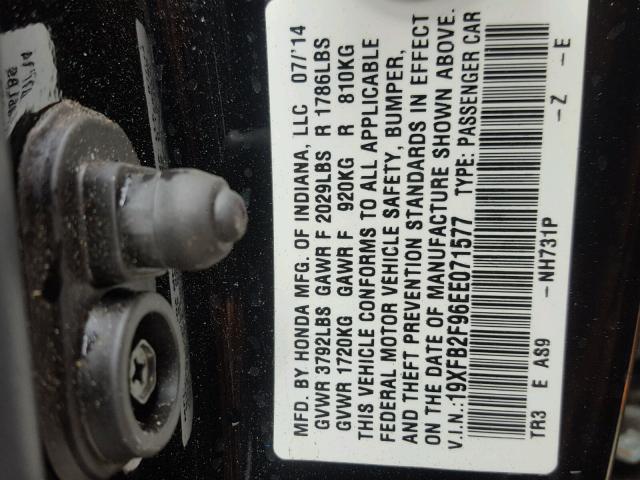 MFD. BY HONDA MFG. OF INDIANA, LLC 07/14
GVWR 3792LBS GAWR F 2029LBS R 1786LBS
GVWR 1720KG GAWR F 920KG R 810KG
THIS VEHICLE CONFORMS TO ALL APPLICABLE
FEDERAL MOTOR VEHICLE SAFETY, BUMPER,
AND THEFT PREVENTION STANDARDS IN EFFECT
ON THE DATE OF MANUFACTURE SHOWN ABOVE.
V.I.N.:19XFB2F96EE071577 TYPE: PASSENGER CAR
TR3 E AS9 -NH731P -Z -E